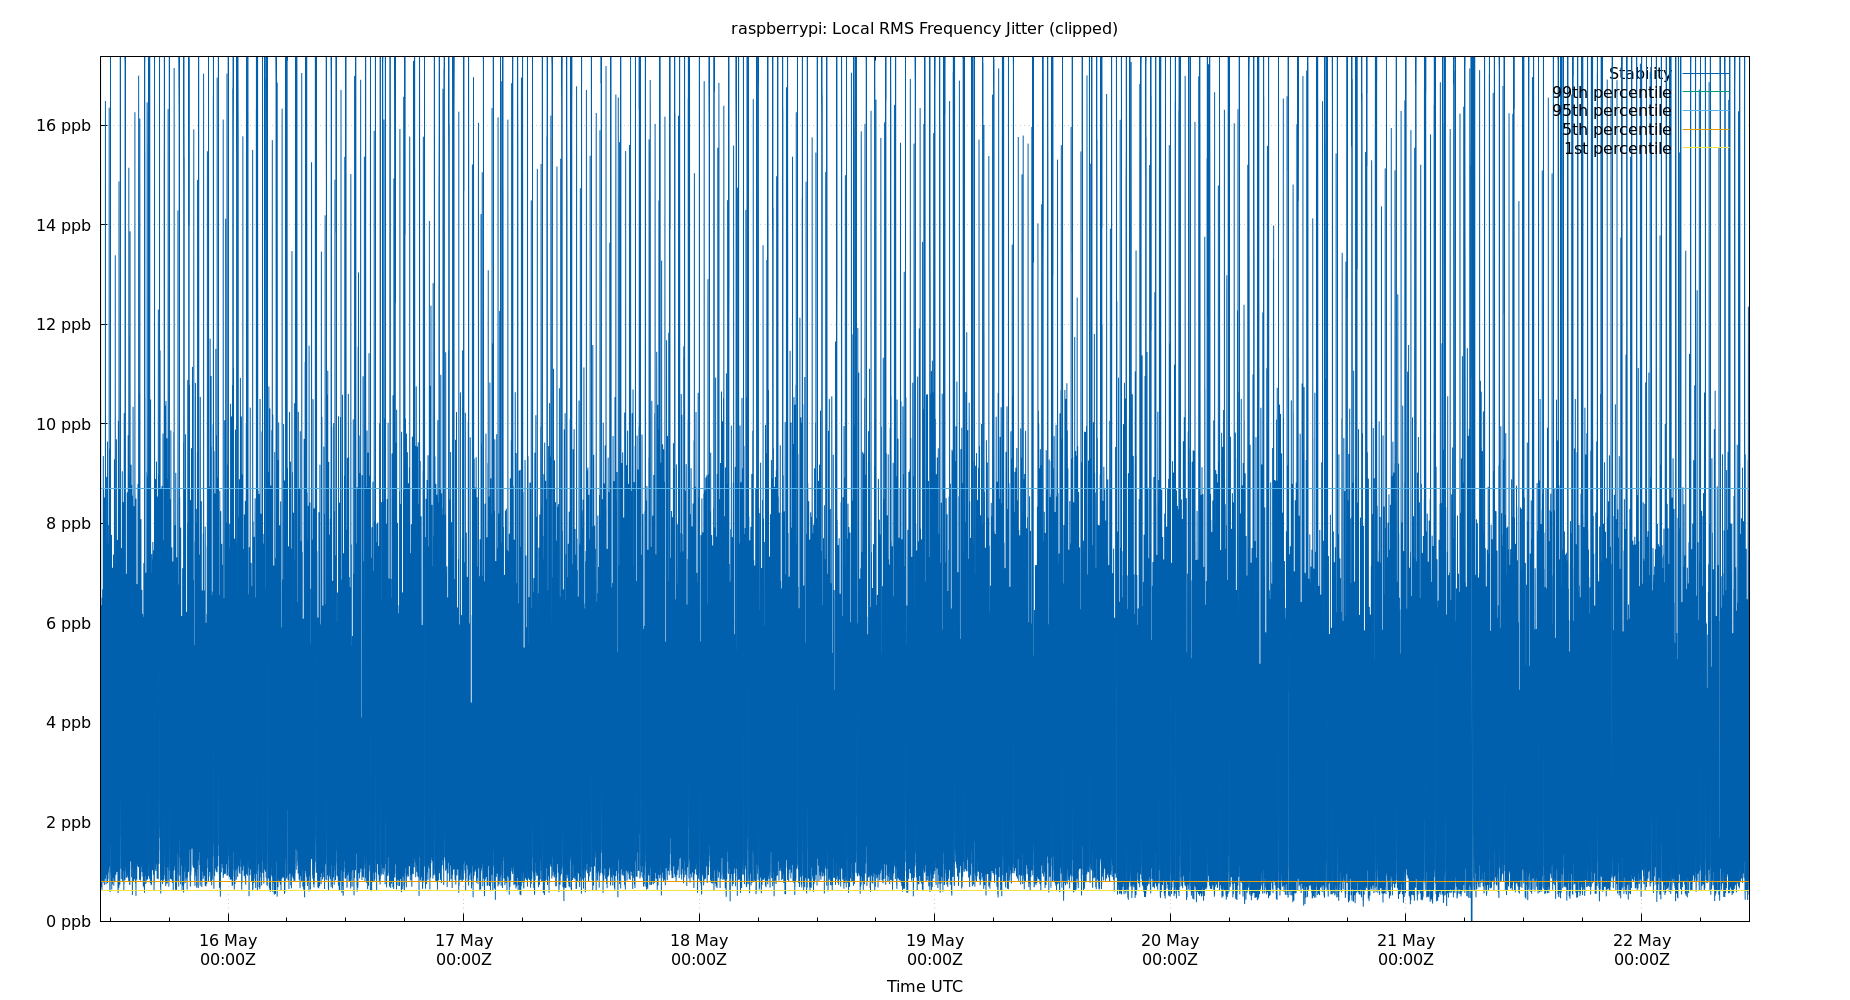 raspberrypi: Local RMS Frequency Jitter (clipped)
Stability
99th percentile
95th percentile
5th percentile
1st percentile
16 ppb
14 ppb
12 ppb
10 ppb
8 ppb
6 ppb
4 ppb
2 ppb
0 ppb
16 May 17 May 18 May 19 May 20 May 21 May 22 May
00:00Z 00:00Z 00:00Z 00:00Z 00:00Z 00:00Z 00:00Z
Time UTC